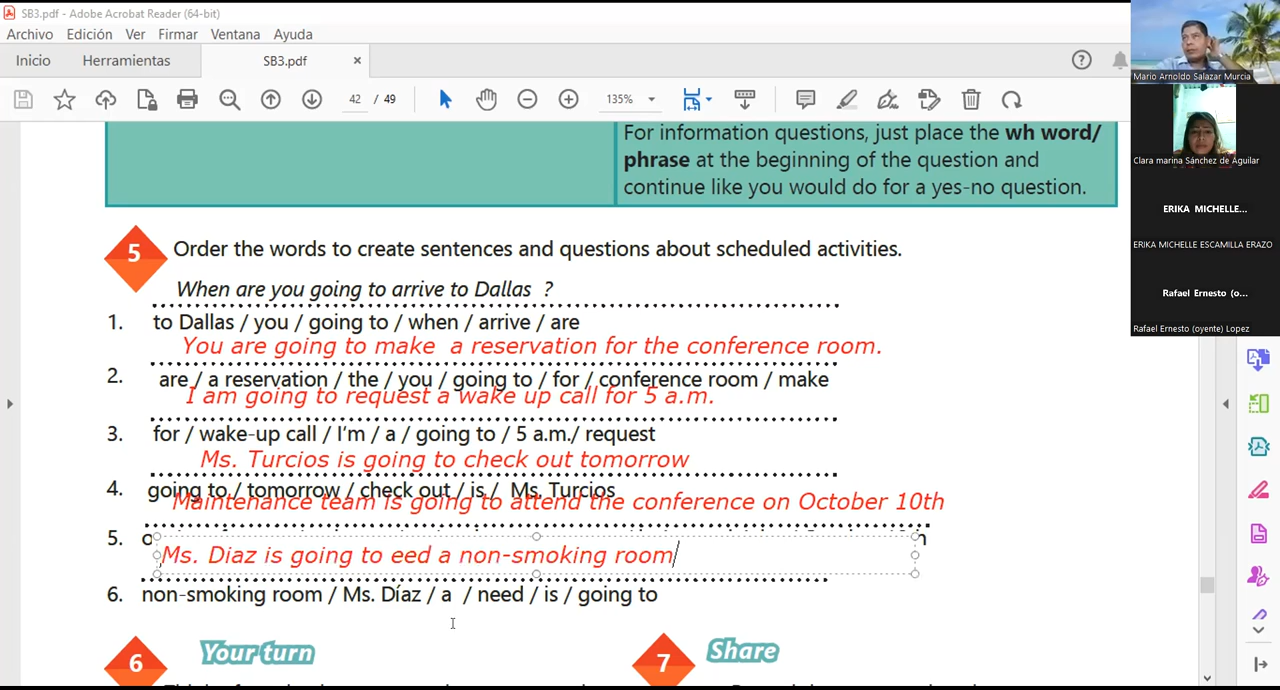 SB3.pdf - Adobe Acrobat Reader (64-bit)
Archivo Edición Ver Firmar Ventana Ayuda
Inicio Herramientas SB3.pdf ×
42 / 49 135%
For information questions, just place the wh word/
phrase at the beginning of the question and
continue like you would do for a yes-no question.
5 Order the words to create sentences and questions about scheduled activities.
When are you going to arrive to Dallas ?
1. to Dallas / you / going to / when / arrive / are
You are going to make a reservation for the conference room.
2. are / a reservation / the / you / going to / for / conference room / make
I am going to request a wake up call for 5 a.m.
3. for / wake-up call / I'm / a / going to / 5 a.m./ request
Ms. Turcios is going to check out tomorrow
4. going to / tomorrow / check out / is / Ms. Turcios
Maintenance team is going to attend the conference on October 10th
5.
Ms. Diaz is going to eed a non-smoking room
6. non-smoking room / Ms. Díaz / a / need / is / going to
6 Your turn
7 Share
Mario Arnoldo Salazar Murcia
Clara marina Sánchez de Aguilar
ERIKA MICHELLE...
ERIKA MICHELLE ESCAMILLA ERAZO
Rafael Ernesto (o...
Rafael Ernesto (oyente) Lopez